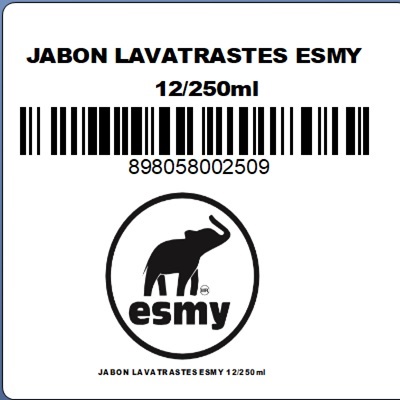 JABON LAVATRASTES ESMY
12/250ml
898058002509
esmy
JABON LAVATRASTES ESMY 12/250ml